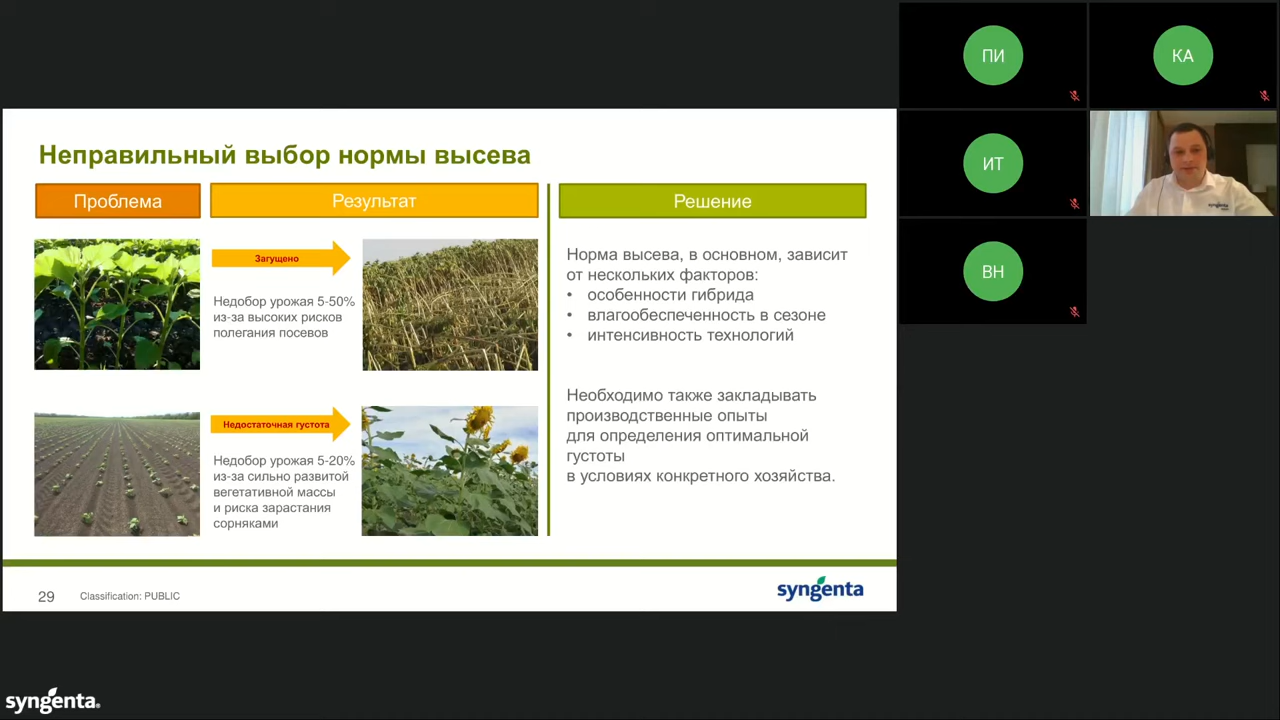 Неправильный выбор нормы высева
Проблема
Результат
Решение
Загущено
Недобор урожая 5-50%
из-за высоких рисков
полегания посевов
Недостаточная густота
Недобор урожая 5-20%
из-за сильно развитой
вегетативной массы
и риска зарастания
сорняками
Норма высева, в основном, зависит
от нескольких факторов:
• особенности гибрида
• влагообеспеченность в сезоне
• интенсивность технологий
Необходимо также закладывать
производственные опыты
для определения оптимальной
густоты
в условиях конкретного хозяйства.
29
Classification: PUBLIC
syngenta
ПИ
КА
ИТ
syngenta
ВН
syngenta.